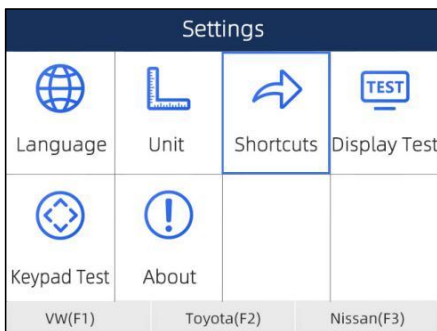 Settings
TEST
Language Unit Shortcuts Display Test
Keypad Test About
VW(F1) Toyota(F2) Nissan(F3)